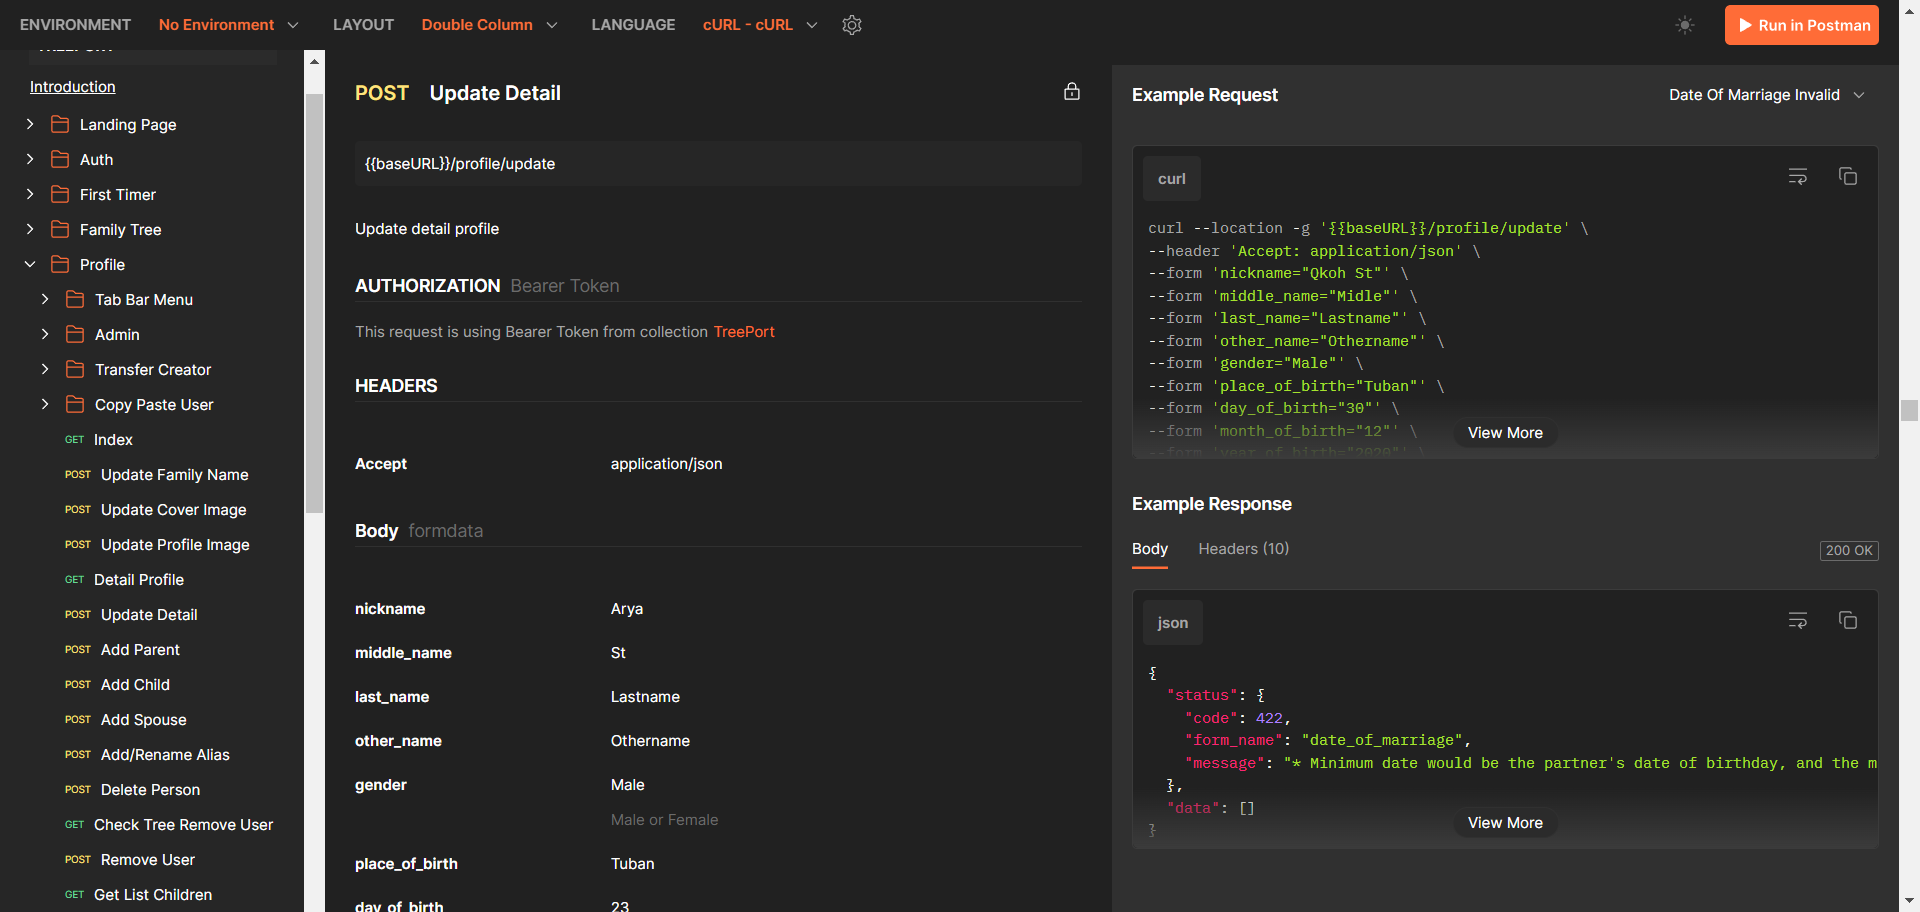 ENVIRONMENT No Environment LAYOUT Double Column LANGUAGE cURL - cURL Run in Postman
Introduction
Landing Page
Auth
First Timer
Family Tree
Profile
Tab Bar Menu
Admin
Transfer Creator
Copy Paste User
GET Index
POST Update Family Name
POST Update Cover Image
POST Update Profile Image
GET Detail Profile
POST Update Detail
POST Add Parent
POST Add Child
POST Add Spouse
POST Add/Rename Alias
POST Delete Person
GET Check Tree Remove User
POST Remove User
GET Get List Children
POST Update Detail
{{baseURL}}/profile/update
Update detail profile
AUTHORIZATION Bearer Token
This request is using Bearer Token from collection TreePort
HEADERS
Accept application/json
Body formdata
nickname Arya
middle_name St
last_name Lastname
other_name Othername
gender Male
Male or Female
place_of_birth Tuban
day_of_birth 23
Example Request Date Of Marriage Invalid
curl
curl --location -g '{{baseURL}}/profile/update' \
--header 'Accept: application/json' \
--form 'nickname="Qkoh St"' \
--form 'middle_name="Midle"' \
--form 'last_name="Lastname"' \
--form 'other_name="Othername"' \
--form 'gender="Male"' \
--form 'place_of_birth="Tuban"' \
--form 'day_of_birth="30"' \
--form 'month_of_birth="12"' \
--form 'year_of_birth="2020"' \
View More
Example Response
Body Headers (10) 200 OK
json
{
"status": {
"code": 422,
"form_name": "date_of_marriage",
"message": "* Minimum date would be the partner's date of birthday, and the m
},
"data": []
}
View More